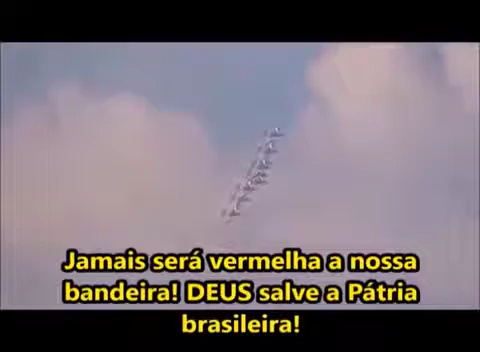 Jamais será vermelha a nossa
bandeira! DEUS salve a Pátria
brasileira!